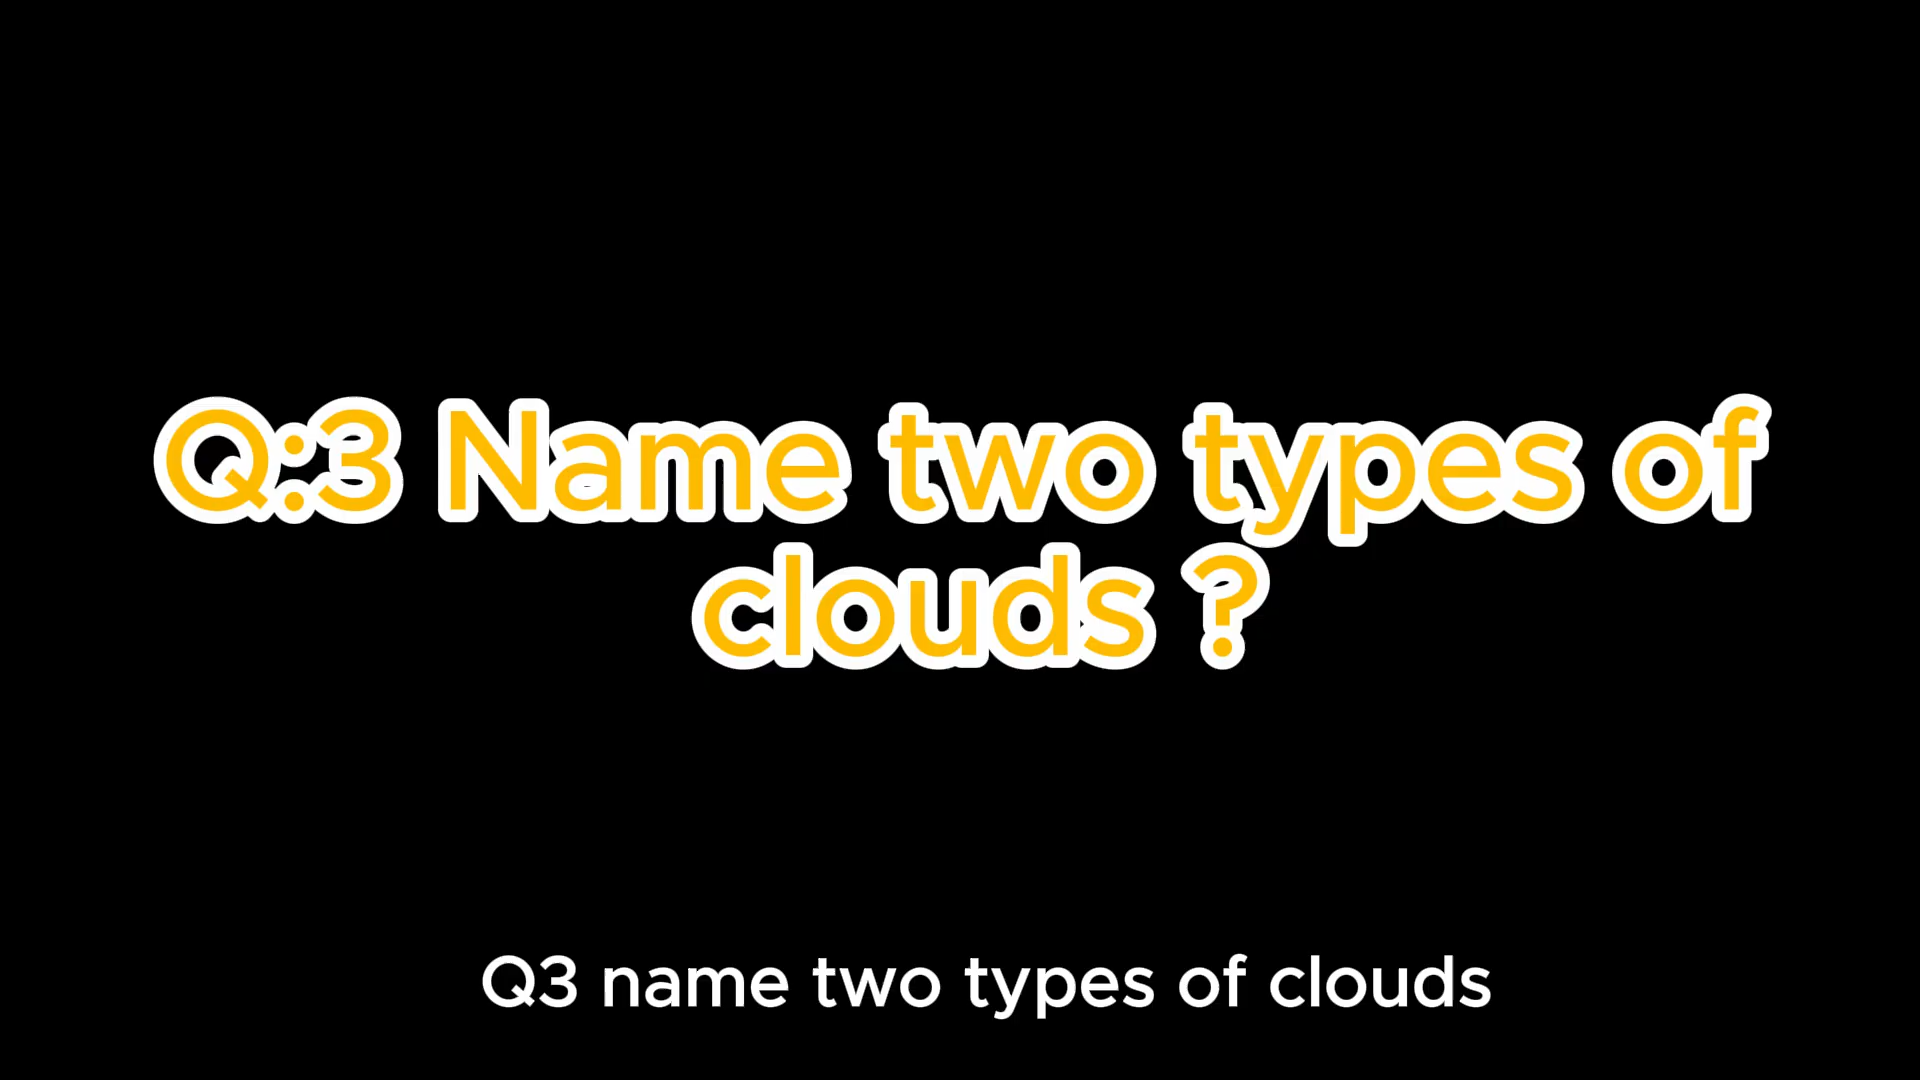 Q:3 Name two types of
clouds ?
Q3 name two types of clouds